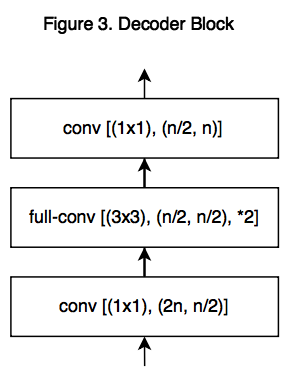 Figure 3. Decoder Block
conv [(1x1), (n/2, n)]
full-conv [(3x3), (n/2, n/2), *2]
conv [(1x1), (2n, n/2)]